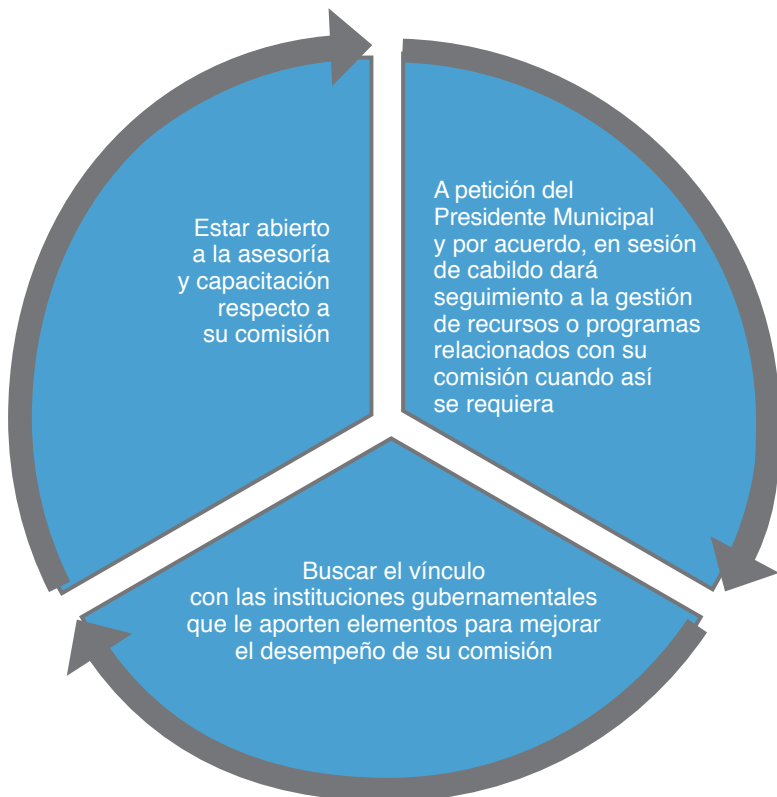 Estar abierto
a la asesoría
y capacitación
respecto a
su comisión
A petición del
Presidente Municipal
y por acuerdo, en sesión
de cabildo dará
seguimiento a la gestión
de recursos o programas
relacionados con su
comisión cuando así
se requiera
Buscar el vínculo
con las instituciones gubernamentales
que le aporten elementos para mejorar
el desempeño de su comisión